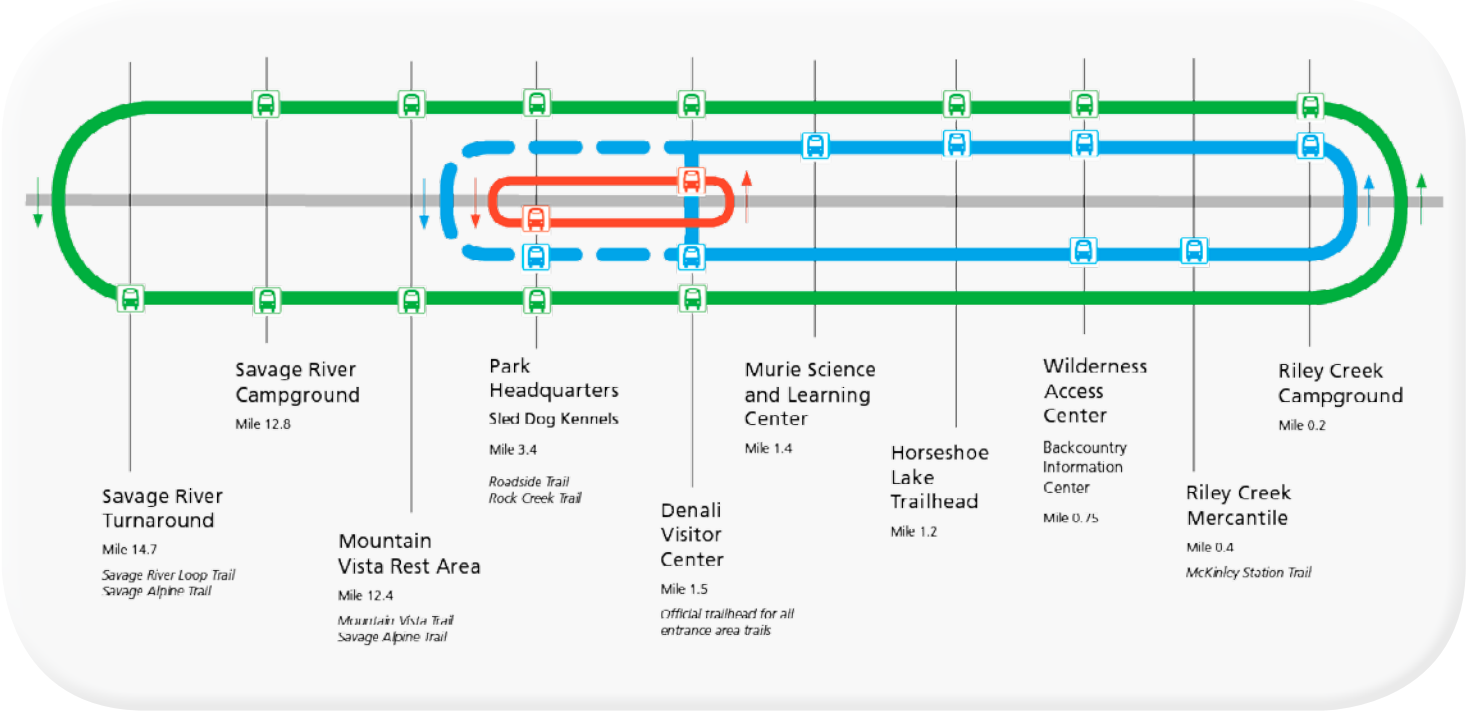 Savage River
Turnaround
Mile 14.7
Savage River Loop Trail
Savage Alpine Trail
Savage River
Campground
Mile 12.8
Mountain
Vista Rest Area
Mile 12.4
Mountain Vista Trail
Savage Alpine Trail
Park
Headquarters
Sled Dog Kennels
Mile 3.4
Roadside Trail
Rock Creek Trail
Denali
Visitor
Center
Mile 1.5
Official trailhead for all
entrance area trails
Murie Science
and Learning
Center
Mile 1.4
Horseshoe
Lake
Trailhead
Mile 1.2
Wilderness
Access
Center
Backcountry
Information
Center
Mile 0.75
Riley Creek
Mercantile
Mile 0.4
McKinley Station Trail
Riley Creek
Campground
Mile 0.2